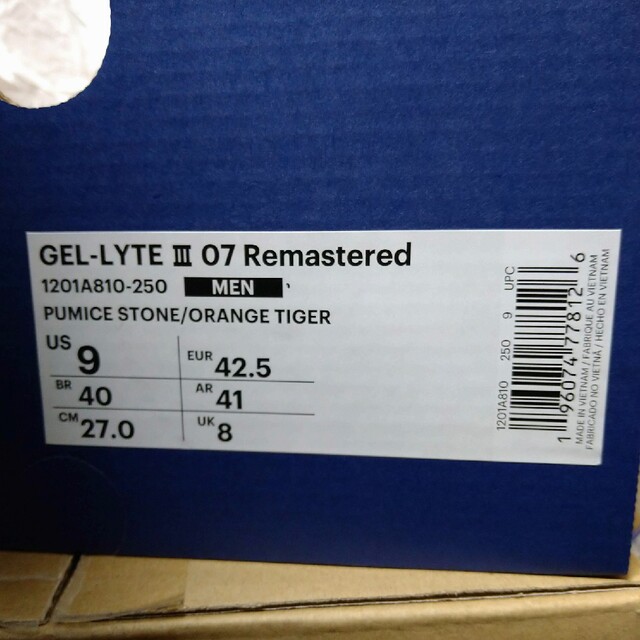 GEL-LYTE Ⅲ 07 Remastered
1201A810-250 MEN
PUMICE STONE/ORANGE TIGER
US 9 EUR 42.5
BR 40 AR 41
CM 27.0 UK 8
1201A810 250 9 UPC
1 96074 77812 6
MADE IN VIETNAM / FABRIQUÉ AU VIETNAM
FABRICADO NO VIETNÃ / HECHO EN VIETNAM